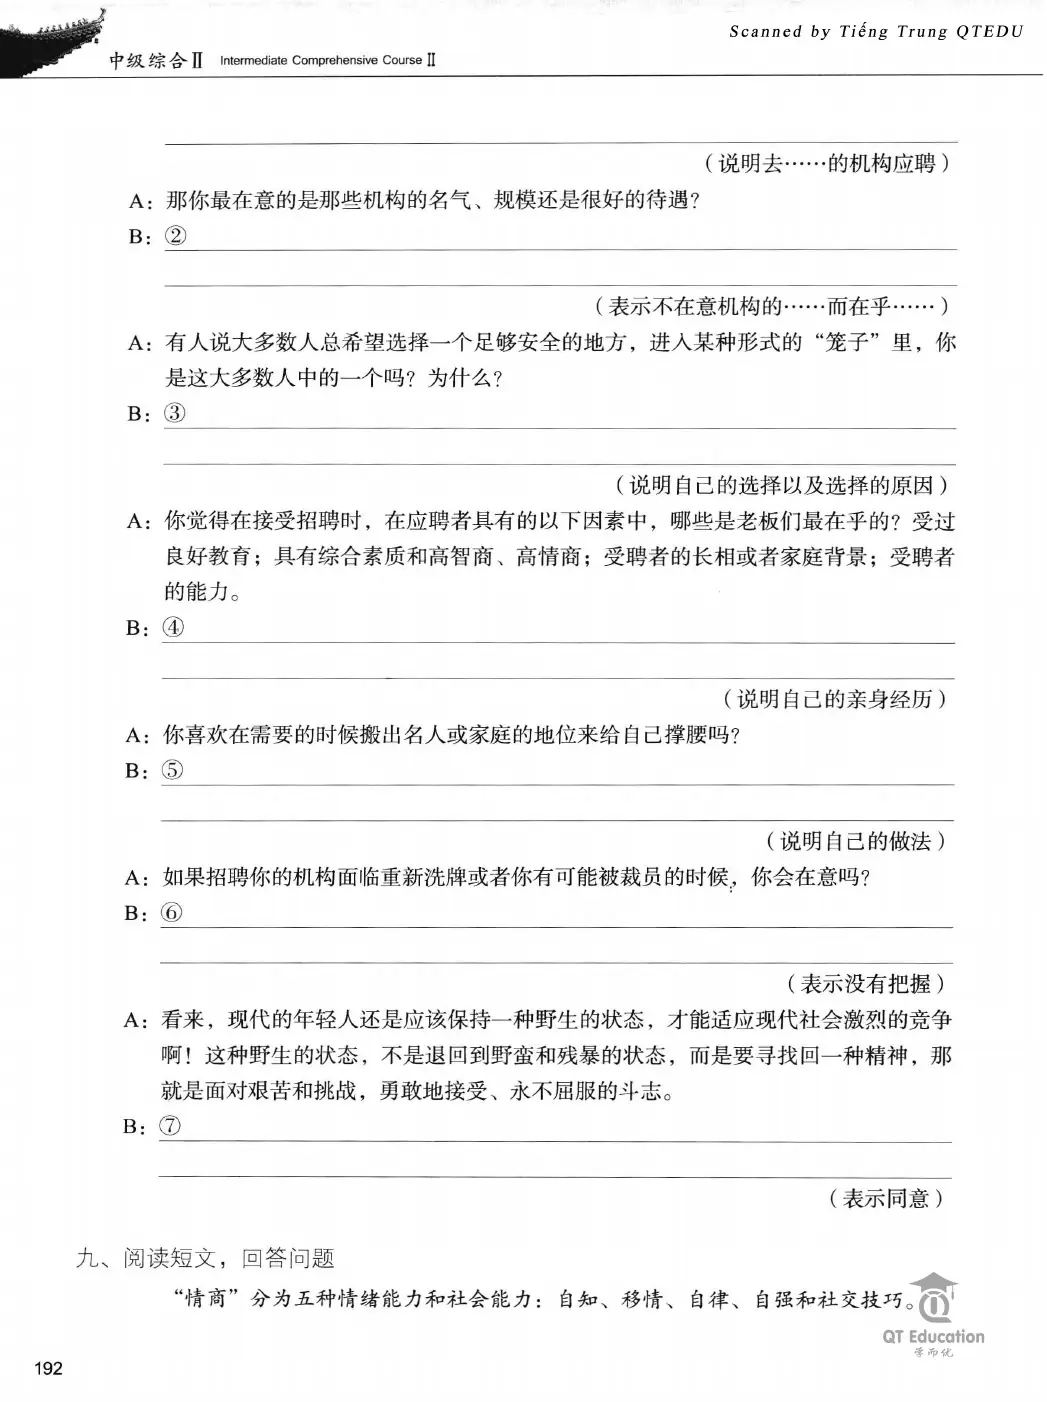 Scanned by Tiếng Trung QTEDU
中级综合Ⅱ Intermediate Comprehensive Course Ⅱ
（说明去……的机构应聘）
A：那你最在意的是那些机构的名气、规模还是很好的待遇？
B：②
（表示不在意机构的……而在乎……）
A：有人说大多数人总希望选择一个足够安全的地方，进入某种形式的“笼子”里，你
是这大多数人中的一个吗？为什么？
B：③
（说明自己的选择以及选择的原因）
A：你觉得在接受招聘时，在应聘者具有的以下因素中，哪些是老板们最在乎的？受过
良好教育；具有综合素质和高智商、高情商；受聘者的长相或者家庭背景；受聘者
的能力。
B：④
（说明自己的亲身经历）
A：你喜欢在需要的时候搬出名人或家庭的地位来给自己撑腰吗？
B：⑤
（说明自己的做法）
A：如果招聘你的机构面临重新洗牌或者你有可能被裁员的时候，你会在意吗？
B：⑥
（表示没有把握）
A：看来，现代的年轻人还是应该保持一种野生的状态，才能适应现代社会激烈的竞争
啊！这种野生的状态，不是退回到野蛮和残暴的状态，而是要寻找回一种精神，那
就是面对艰苦和挑战，勇敢地接受、永不屈服的斗志。
B：⑦
（表示同意）
九、阅读短文，回答问题
“情商”分为五种情绪能力和社会能力：自知、移情、自律、自强和社交技巧。
QT Education
学而优
192